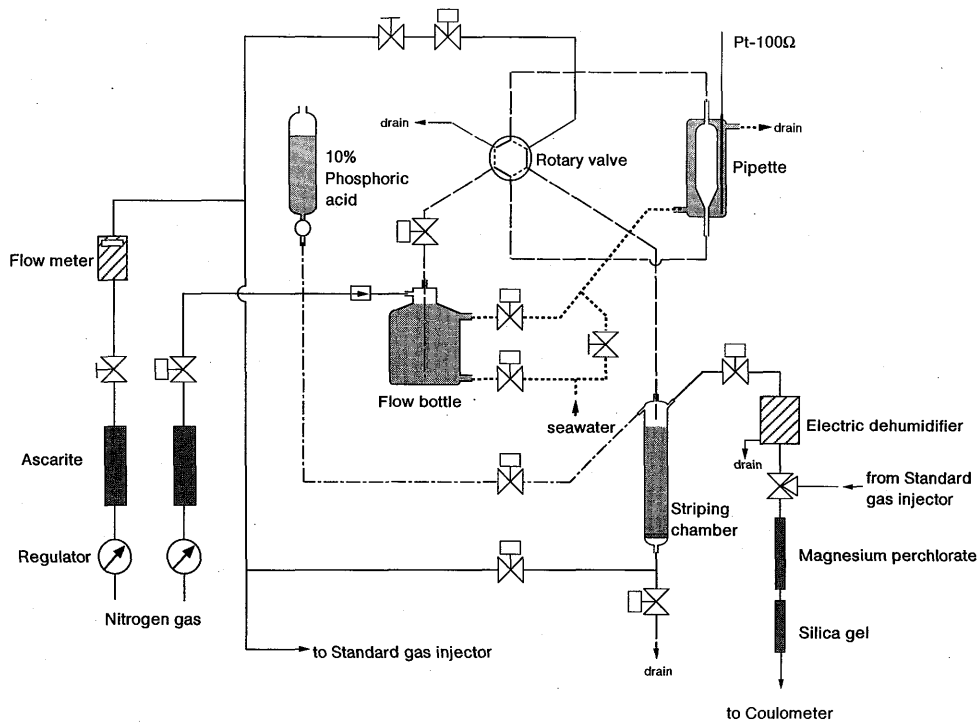 Pt-100Ω
drain
Rotary valve
drain
Pipette
10%
Phosphoric
acid
Flow meter
Flow bottle
seawater
Electric dehumidifier
drain
from Standard
gas injector
Ascarite
Striping
chamber
Regulator
Magnesium perchlorate
Nitrogen gas
Silica gel
to Standard gas injector
drain
to Coulometer